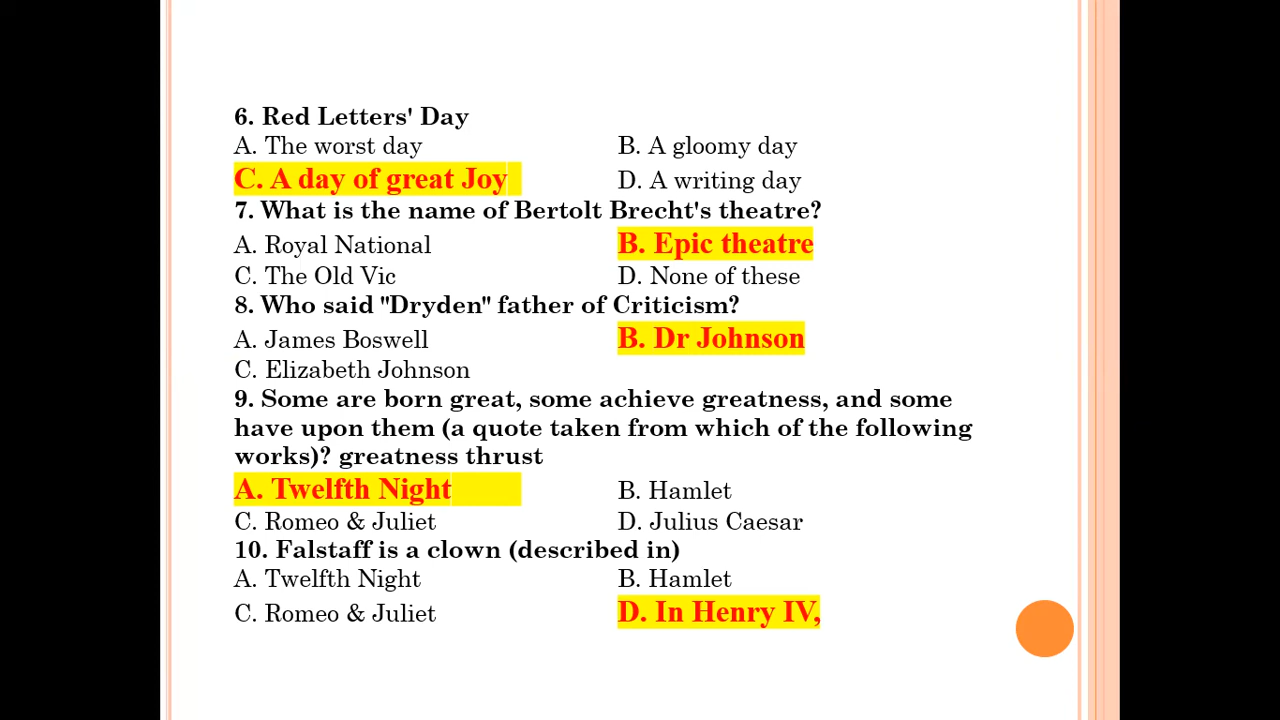 6. Red Letters' Day
A. The worst day B. A gloomy day
C. A day of great Joy D. A writing day
7. What is the name of Bertolt Brecht's theatre?
A. Royal National B. Epic theatre
C. The Old Vic D. None of these
8. Who said "Dryden" father of Criticism?
A. James Boswell B. Dr Johnson
C. Elizabeth Johnson
9. Some are born great, some achieve greatness, and some
have upon them (a quote taken from which of the following
works)? greatness thrust
A. Twelfth Night B. Hamlet
C. Romeo & Juliet D. Julius Caesar
10. Falstaff is a clown (described in)
A. Twelfth Night B. Hamlet
C. Romeo & Juliet D. In Henry IV,